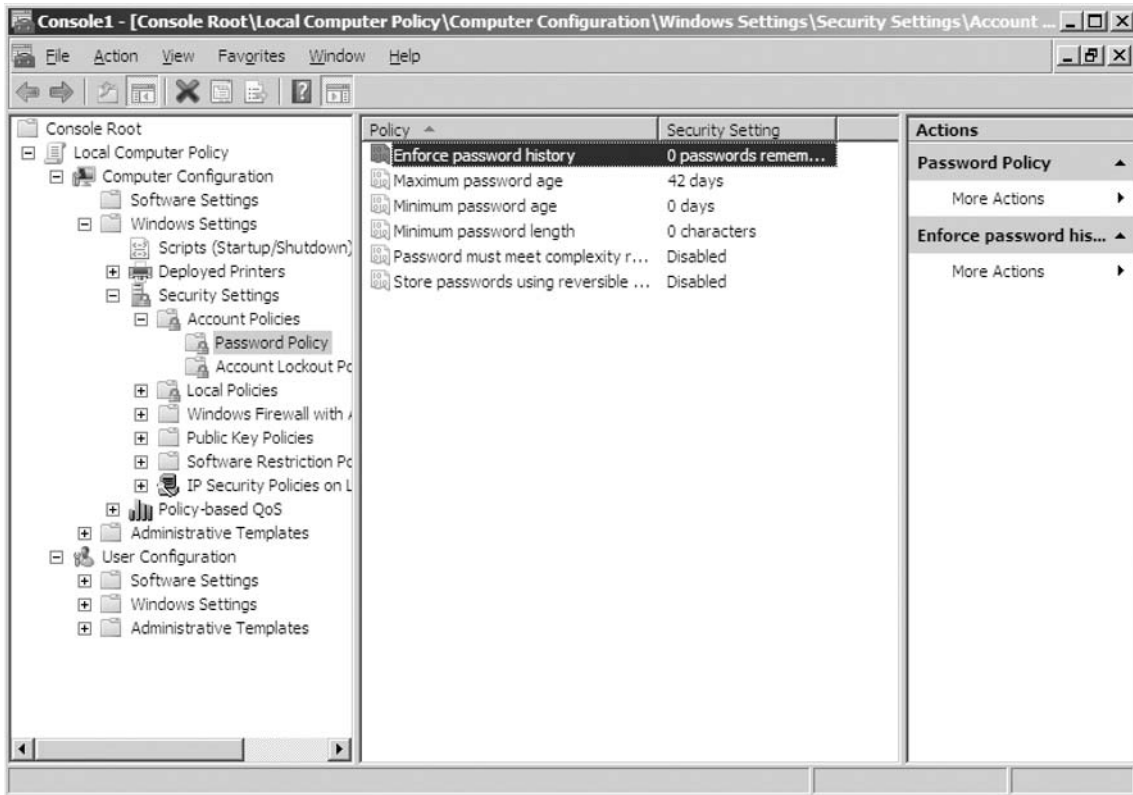 Console1 - [Console Root\Local Computer Policy\Computer Configuration\Windows Settings\Security Settings\Account ...
File Action View Favorites Window Help
Console Root
Local Computer Policy
Computer Configuration
Software Settings
Windows Settings
Scripts (Startup/Shutdown)
Deployed Printers
Security Settings
Account Policies
Password Policy
Account Lockout Po
Local Policies
Windows Firewall with
Public Key Policies
Software Restriction Po
IP Security Policies on L
Policy-based QoS
Administrative Templates
User Configuration
Software Settings
Windows Settings
Administrative Templates
Policy Security Setting
Enforce password history 0 passwords remem...
Maximum password age 42 days
Minimum password age 0 days
Minimum password length 0 characters
Password must meet complexity r... Disabled
Store passwords using reversible ... Disabled
Actions
Password Policy
More Actions
Enforce password his...
More Actions